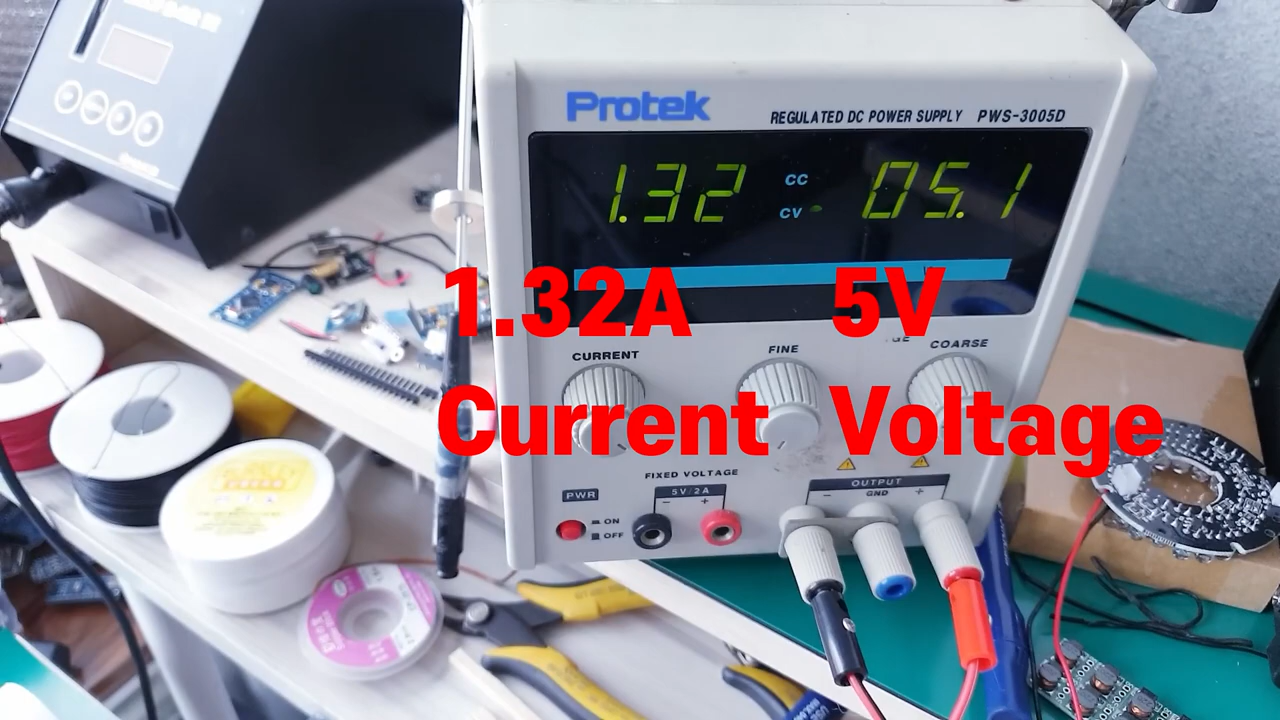 Protek
REGULATED DC POWER SUPPLY PWS-3005D
1.32 CC 05.1
CV
1.32A 5V
CURRENT FINE COARSE
Current Voltage
FIXED VOLTAGE
PWR 5V/2A OUTPUT
- + - GND +
ON
OFF